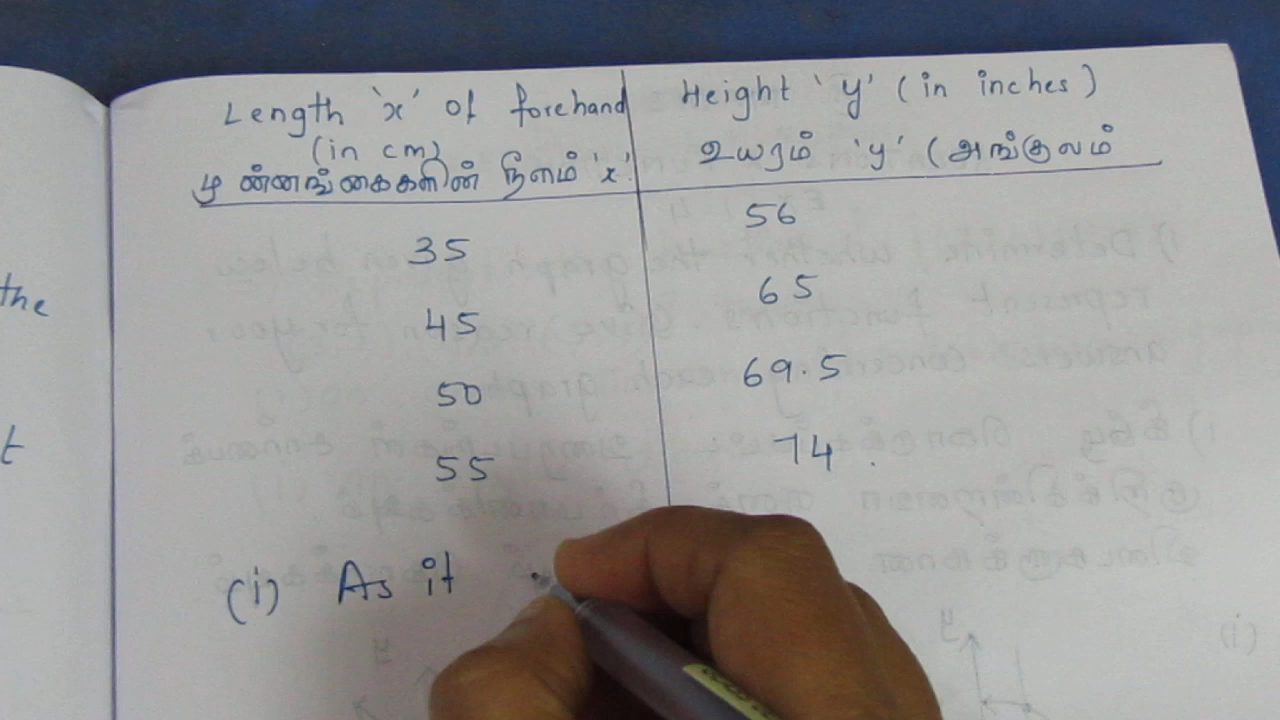 Length 'x' of forehand
(in cm)
முன்னங்கைகளின் நீளம் 'x'
Height 'y' (in inches)
உயரம் 'y' (அங்குலம்
35 56
45 65
50 69.5
55 74.
(i) As it
the
t